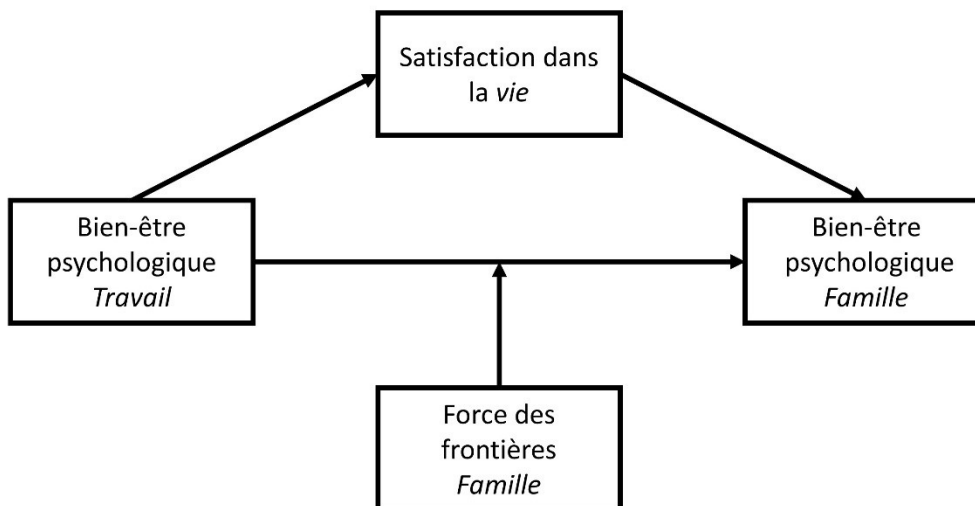 Satisfaction dans
la vie
Bien-être
psychologique
Travail
Bien-être
psychologique
Famille
Force des
frontières
Famille